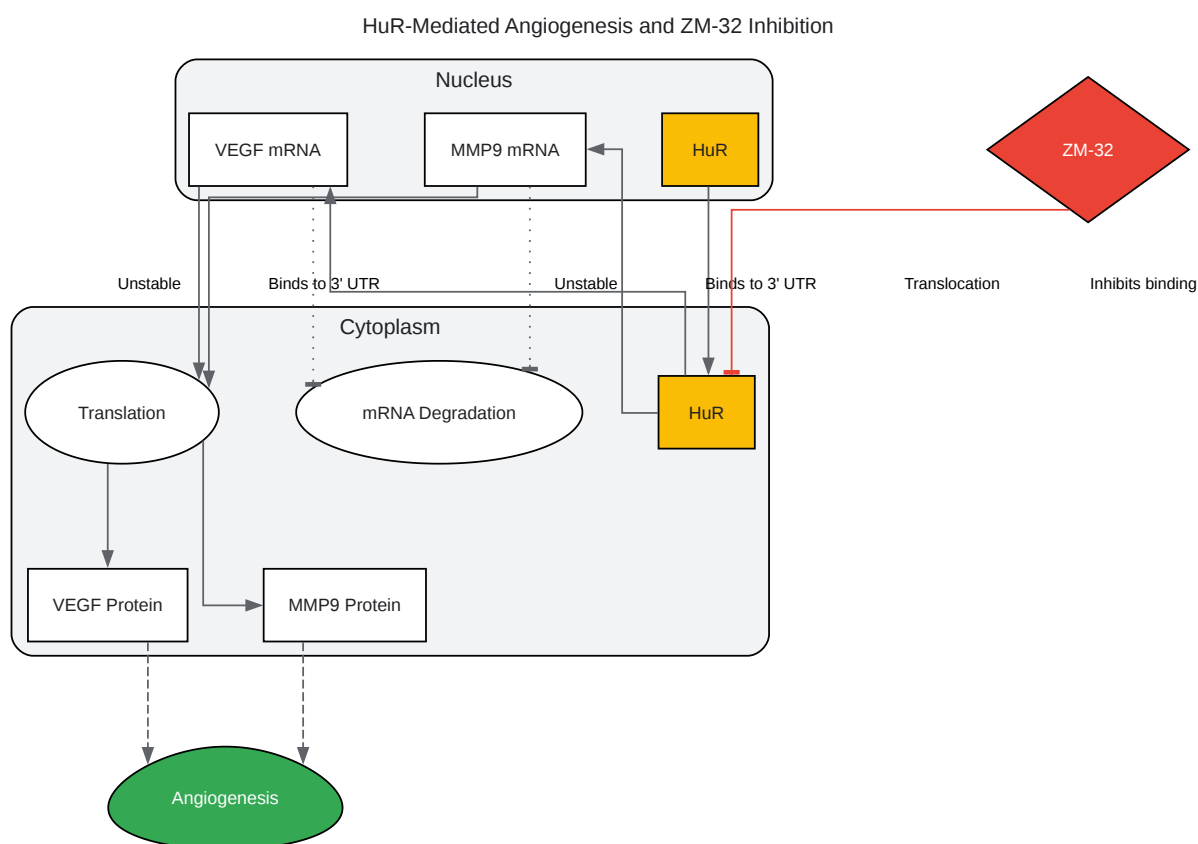 HuR-Mediated Angiogenesis and ZM-32 Inhibition
Nucleus
VEGF mRNA
MMP9 mRNA
HuR
ZM-32
Unstable
Binds to 3' UTR
Unstable
Binds to 3' UTR
Translocation
Inhibits binding
Cytoplasm
Translation
mRNA Degradation
HuR
VEGF Protein
MMP9 Protein
Angiogenesis